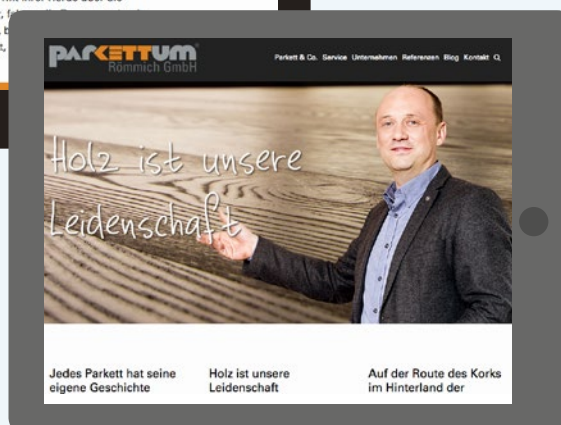 PARKETTUM
Römmich GmbH
Parkett & Co. Service Unternehmen Referenzen Blog Kontakt
Holz ist unsere
Leidenschaft
Jedes Parkett hat seine
eigene Geschichte
Holz ist unsere
Leidenschaft
Auf der Route des Korks
im Hinterland der